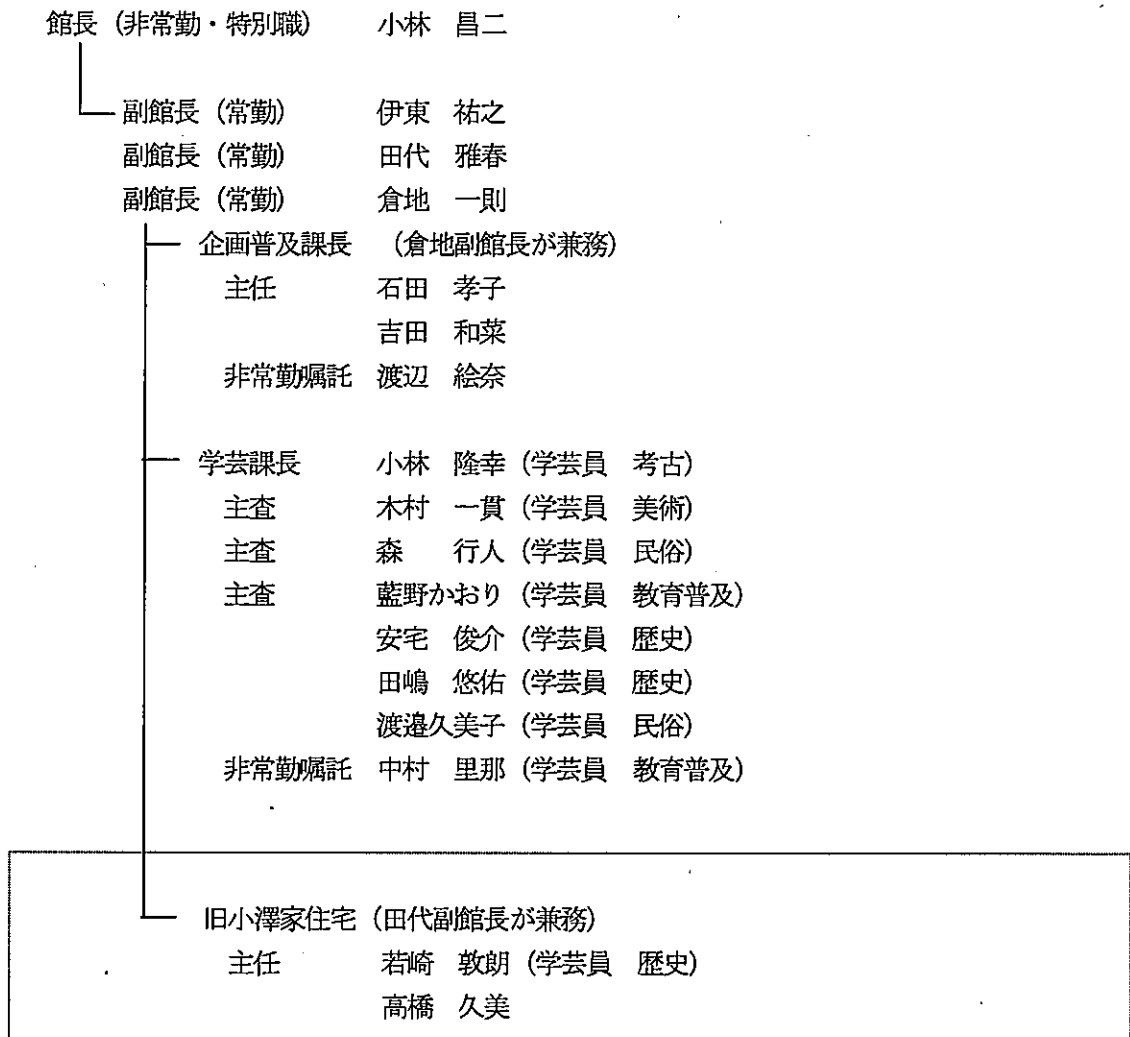 館長（非常勤・特別職）　小林　昌二
副館長（常勤）　伊東　祐之
副館長（常勤）　田代　雅春
副館長（常勤）　倉地　一則
企画普及課長　（倉地副館長が兼務）
主任　石田　孝子
吉田　和菜
非常勤嘱託　渡辺　絵奈
学芸課長　小林　隆幸（学芸員　考古）
主査　木村　一貫（学芸員　美術）
主査　森　　行人（学芸員　民俗）
主査　藍野かおり（学芸員　教育普及）
安宅　俊介（学芸員　歴史）
田嶋　悠佑（学芸員　歴史）
渡邉久美子（学芸員　民俗）
非常勤嘱託　中村　里那（学芸員　教育普及）
旧小澤家住宅（田代副館長が兼務）
主任　若崎　敦朗（学芸員　歴史）
高橋　久美